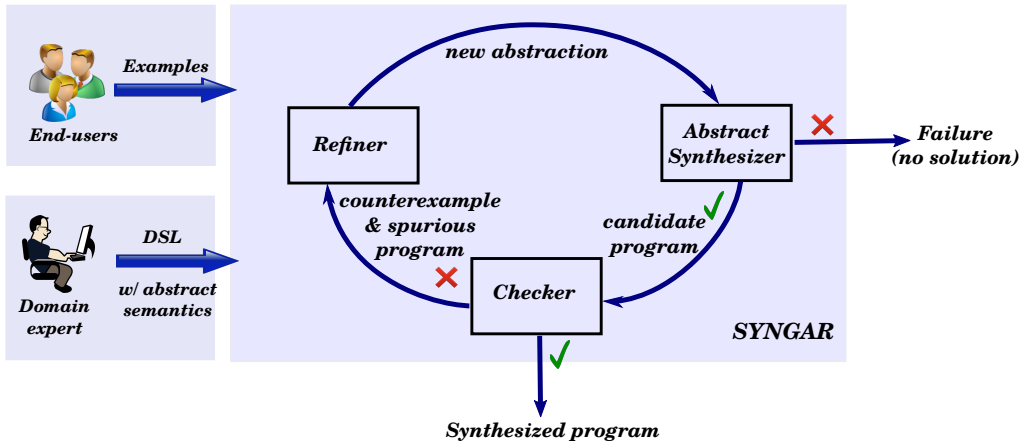 Examples
End-users
new abstraction
Refiner
Abstract
Synthesizer
Failure
(no solution)
counterexample
& spurious
program
candidate
program
DSL
w/ abstract
semantics
Domain
expert
Checker
SYNGAR
Synthesized program